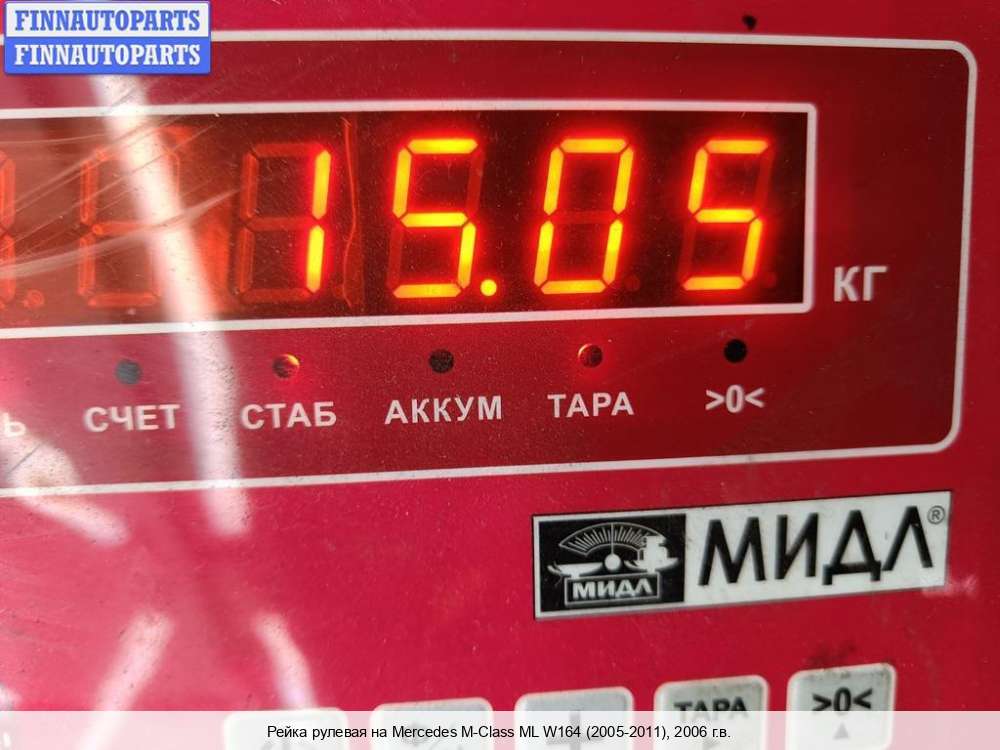 FINNAUTOPARTS
FINNAUTOPARTS
15.05
КГ
СЧЕТ СТАБ АККУМ ТАРА >0<
МИДЛ МИДЛ®
ТАРА >0<
Рейка рулевая на Mercedes M-Class ML W164 (2005-2011), 2006 г.в.